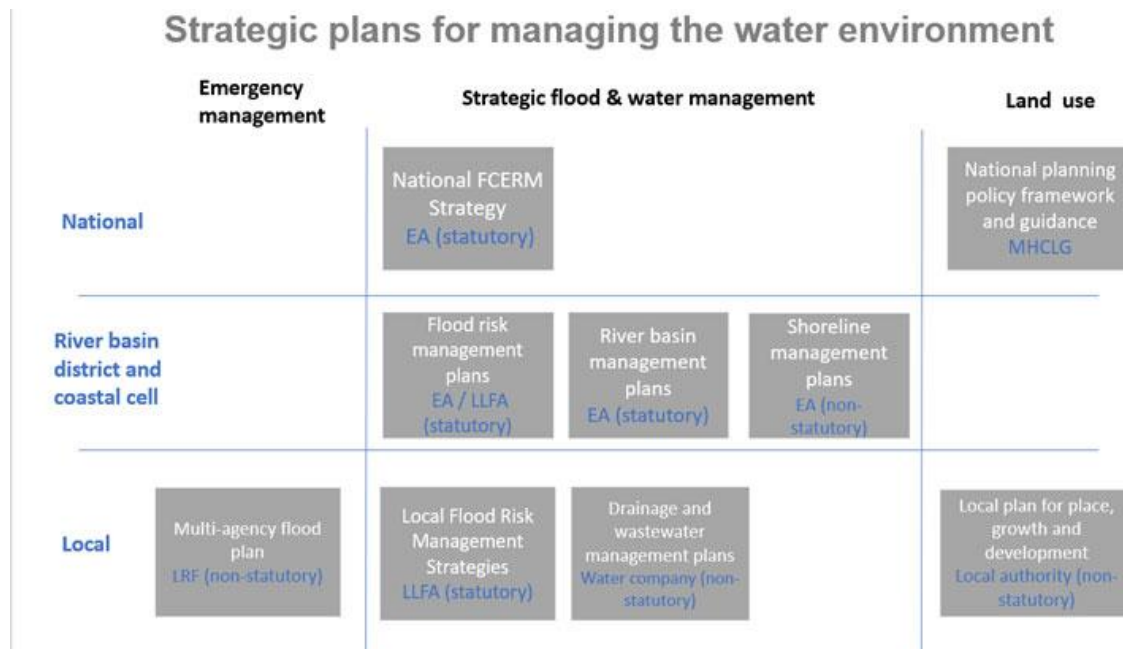 Strategic plans for managing the water environment
Emergency
management
Strategic flood & water management
Land use
National
National FCERM
Strategy
EA (statutory)
National planning
policy framework
and guidance
MHCLG
River basin
district and
coastal cell
Flood risk
management
plans
EA / LLFA
(statutory)
River basin
management
plans
EA (statutory)
Shoreline
management
plans
EA (non-
statutory)
Local
Multi-agency flood
plan
LRF (non-statutory)
Local Flood Risk
Management
Strategies
LLFA (statutory)
Drainage and
wastewater
management plans
Water company (non-
statutory)
Local plan for place,
growth and
development
Local authority (non-
statutory)